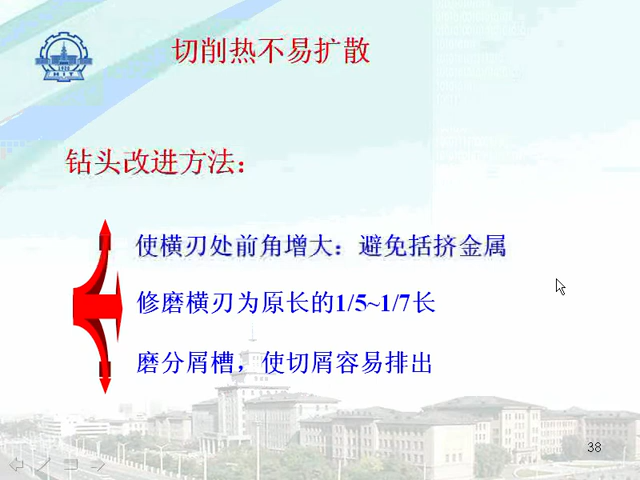 切削热不易扩散
钻头改进方法：
使横刃处前角增大：避免括挤金属
修磨横刃为原长的1/5~1/7长
磨分屑槽，使切屑容易排出
38
HIT